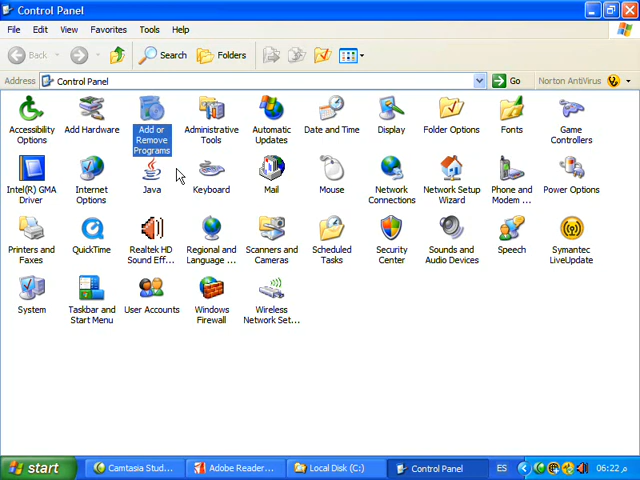 Control Panel
File Edit View Favorites Tools Help
Back Search Folders
Address Control Panel Go Norton AntiVirus
Accessibility Options
Add Hardware
Add or Remove Programs
Administrative Tools
Automatic Updates
Date and Time
Display
Folder Options
Fonts
Game Controllers
Intel(R) GMA Driver
Internet Options
Java
Keyboard
Mail
Mouse
Network Connections
Network Setup Wizard
Phone and Modem ...
Power Options
Printers and Faxes
QuickTime
Realtek HD Sound Eff...
Regional and Language ...
Scanners and Cameras
Scheduled Tasks
Security Center
Sounds and Audio Devices
Speech
Symantec LiveUpdate
System
Taskbar and Start Menu
User Accounts
Windows Firewall
Wireless Network Set...
start Camtasia Stud... Adobe Reader... Local Disk (C:) Control Panel ES 06:22 م